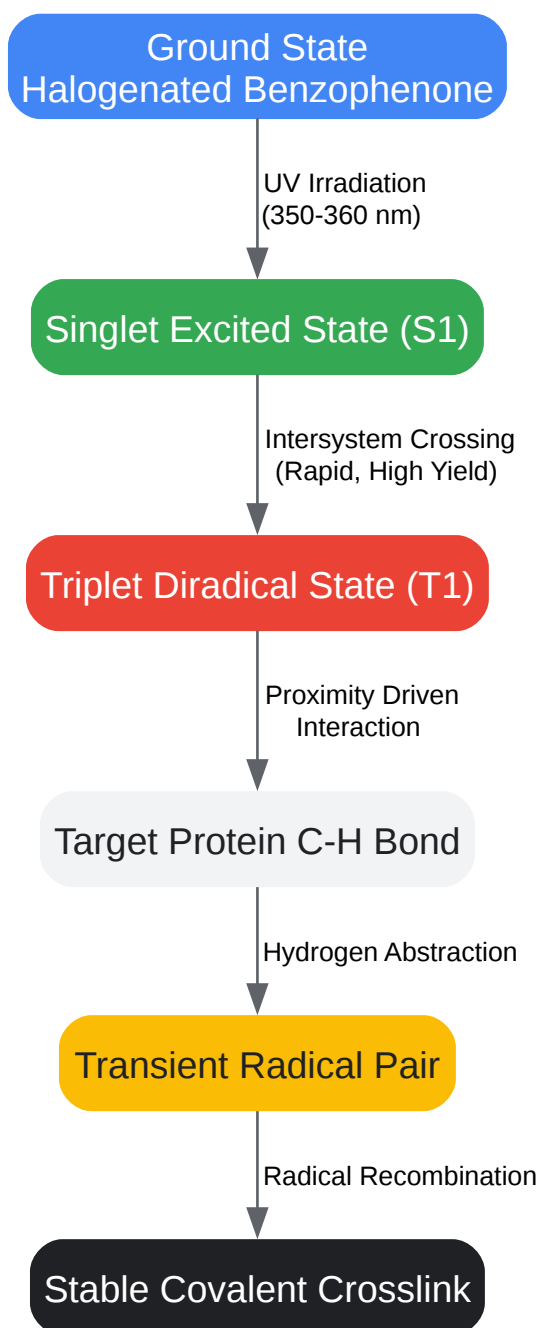 Ground State
Halogenated Benzophenone
UV Irradiation
(350-360 nm)
Singlet Excited State (S1)
Intersystem Crossing
(Rapid, High Yield)
Triplet Diradical State (T1)
Proximity Driven
Interaction
Target Protein C-H Bond
Hydrogen Abstraction
Transient Radical Pair
Radical Recombination
Stable Covalent Crosslink